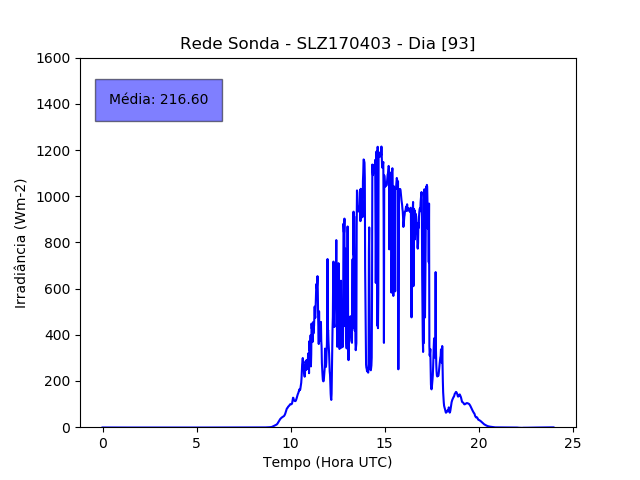 Rede Sonda - SLZ170403 - Dia [93]
1600
1400
1200
1000
800
600
400
200
0
Irradiância (Wm-2)
Média: 216.60
0 5 10 15 20 25
Tempo (Hora UTC)